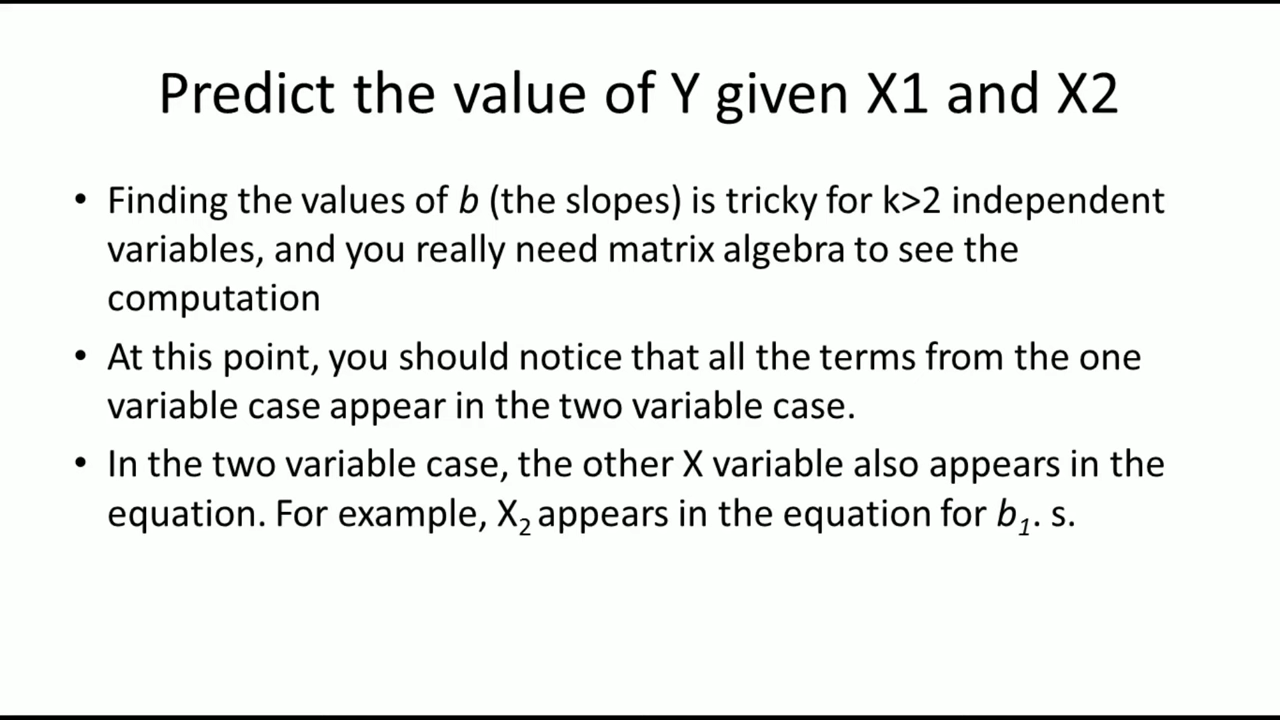 Predict the value of Y given X1 and X2
• Finding the values of b (the slopes) is tricky for k>2 independent
variables, and you really need matrix algebra to see the
computation
• At this point, you should notice that all the terms from the one
variable case appear in the two variable case.
• In the two variable case, the other X variable also appears in the
equation. For example, X₂ appears in the equation for b₁. s.